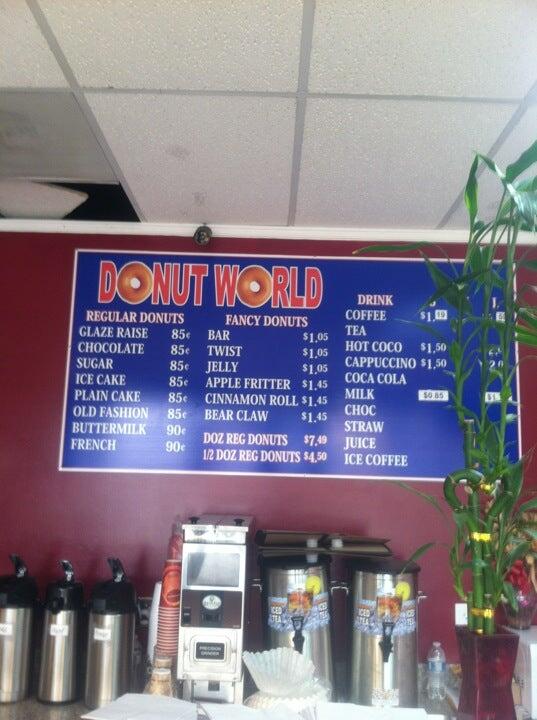 DONUT WORLD
REGULAR DONUTS
GLAZE RAISE 85¢
CHOCOLATE 85¢
SUGAR 85¢
ICE CAKE 85¢
PLAIN CAKE 85¢
OLD FASHION 85¢
BUTTERMILK 90¢
FRENCH 90¢
FANCY DONUTS
BAR $1.05
TWIST $1.05
JELLY $1.05
APPLE FRITTER $1.45
CINNAMON ROLL $1.45
BEAR CLAW $1.45
DOZ REG DONUTS $7.49
1/2 DOZ REG DONUTS $4.50
DRINK
COFFEE $1.19
TEA
HOT COCO $1.50
CAPPUCCINO $1.50
COCA COLA
MILK $0.85
CHOC
STRAW
JUICE
ICE COFFEE
PRECISION
GRINDER
ICED
TEA
ICED
TEA